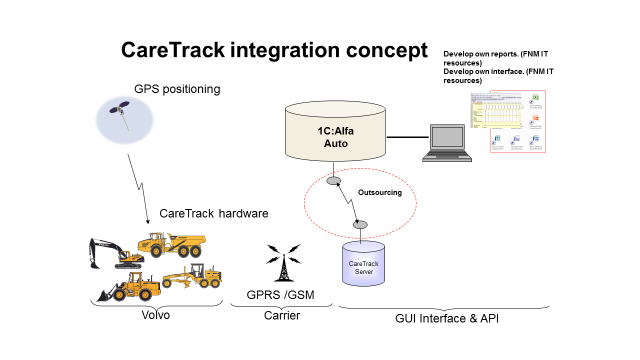 CareTrack integration concept
Develop own reports. (FNM IT
resources)
Develop own interface. (FNM IT
resources)
GPS positioning
1C:Alfa
Auto
Outsourcing
CareTrack hardware
CareTrack
Server
GPRS /GSM
Volvo
Carrier
GUI Interface & API